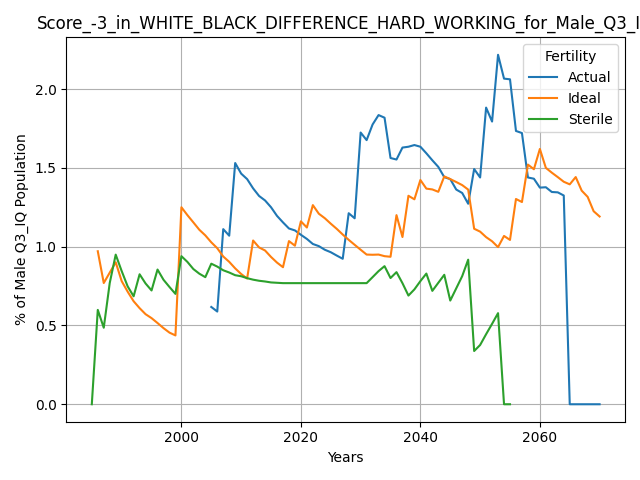 Score_-3_in_WHITE_BLACK_DIFFERENCE_HARD_WORKING_for_Male_Q3_I
Fertility
Actual
Ideal
Sterile
% of Male Q3_IQ Population
2.0
1.5
1.0
0.5
0.0
2000 2020 2040 2060
Years